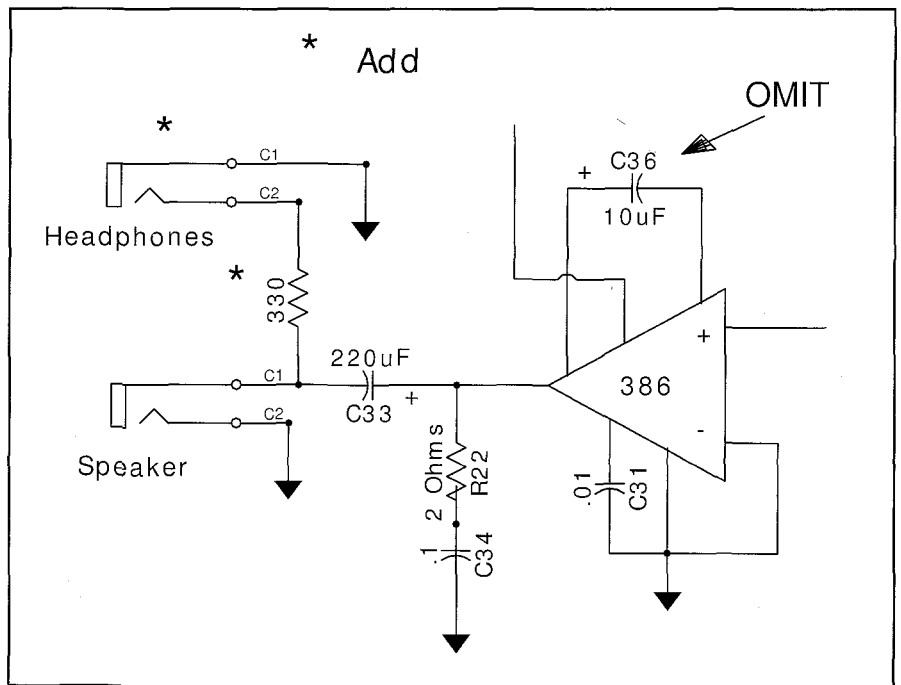 * Add
OMIT
*
C1
C36
+
C2
10uF
Headphones
*
330
+
220uF
386
C1
C33
+
C2
-
Speaker
2 Ohms
R22
.01
C31
.1
C34